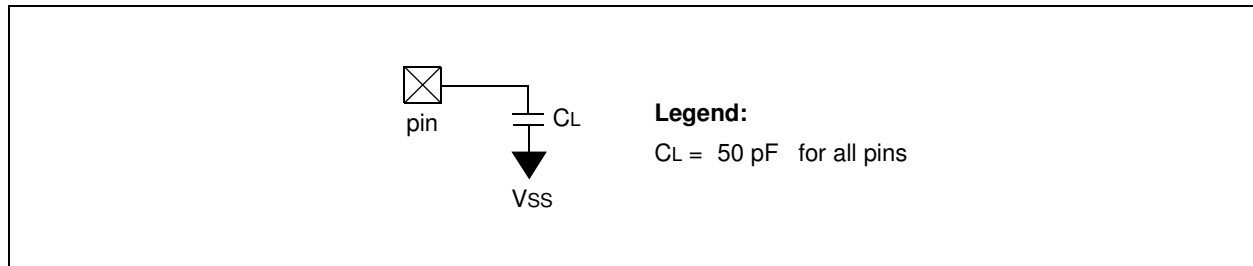 pin
CL
VSS
Legend:
CL = 50 pF for all pins